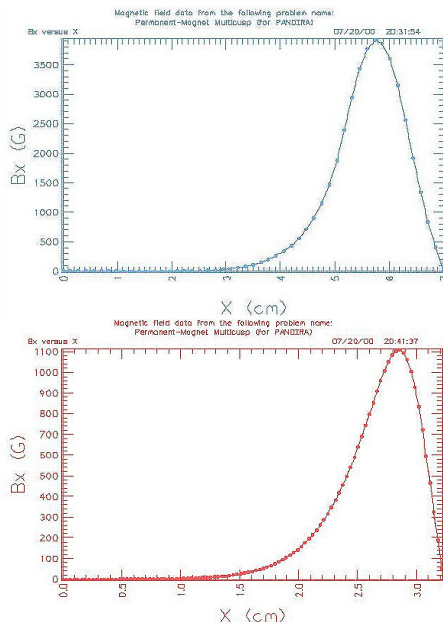 Magnetic field data from the following problem name:
Permanent-Magnet Multicusp (for PANDIRA)
Bx versus X 07/20/00 20:31:54
3500
3000
2500
2000
1500
1000
500
0
Bx (G)
0 1 2 3 4 5 6 7
X (cm)
Magnetic field data from the following problem name:
Permanent-Magnet Multicusp (for PANDIRA)
Bx versus X 07/20/00 20:41:37
1100
1000
900
800
700
600
500
400
300
200
100
0
Bx (G)
0.0 0.5 1.0 1.5 2.0 2.5 3.0
X (cm)